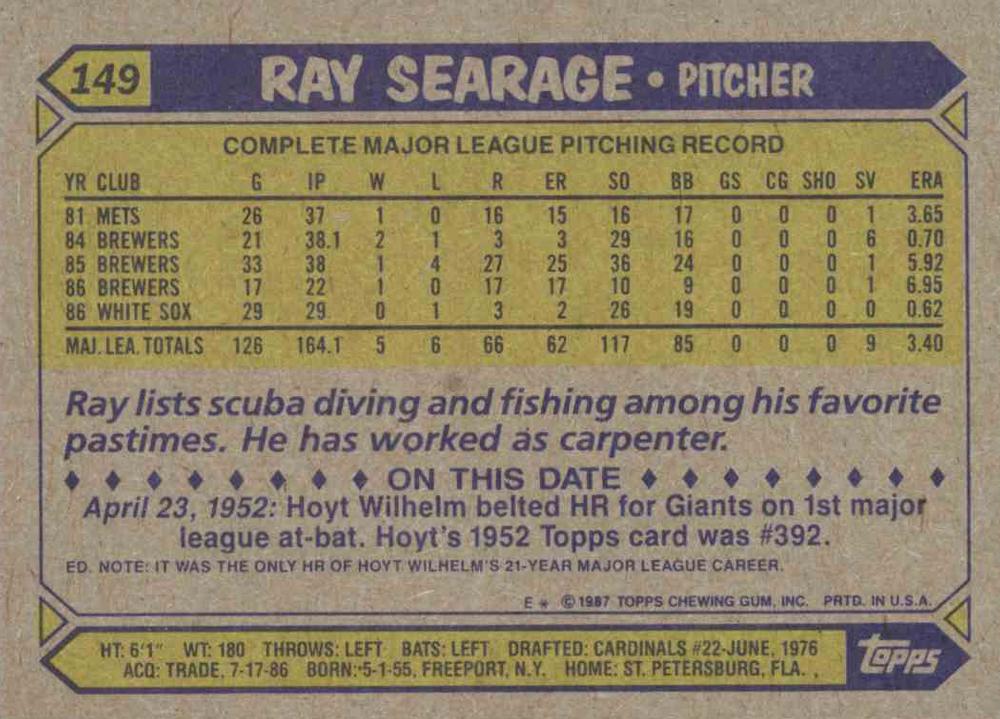 149 RAY SEARAGE • PITCHER
COMPLETE MAJOR LEAGUE PITCHING RECORD
YR CLUB G IP W L R ER SO BB GS CG SHO SV ERA
81 METS 26 37 1 0 16 15 16 17 0 0 0 1 3.65
84 BREWERS 21 38.1 2 1 3 3 29 16 0 0 0 6 0.70
85 BREWERS 33 38 1 4 27 25 36 24 0 0 0 1 5.92
86 BREWERS 17 22 1 0 17 17 10 9 0 0 0 1 6.95
86 WHITE SOX 29 29 0 1 3 2 26 19 0 0 0 0 0.62
MAJ. LEA. TOTALS 126 164.1 5 6 66 62 117 85 0 0 0 9 3.40
Ray lists scuba diving and fishing among his favorite
pastimes. He has worked as carpenter.
♦ ♦ ♦ ♦ ♦ ♦ ♦ ♦ ON THIS DATE ♦ ♦ ♦ ♦ ♦ ♦ ♦ ♦
April 23, 1952: Hoyt Wilhelm belted HR for Giants on 1st major
league at-bat. Hoyt's 1952 Topps card was #392.
ED. NOTE: IT WAS THE ONLY HR OF HOYT WILHELM'S 21-YEAR MAJOR LEAGUE CAREER.
E * © 1987 TOPPS CHEWING GUM, INC. PRTD. IN U.S.A.
HT: 6'1" WT: 180 THROWS: LEFT BATS: LEFT DRAFTED: CARDINALS #22-JUNE, 1976
ACQ: TRADE, 7-17-86 BORN: 5-1-55, FREEPORT, N.Y. HOME: ST. PETERSBURG, FLA.
Topps